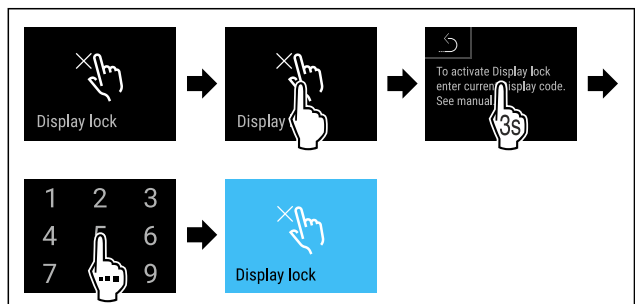 Display lock
Display
To activate Display lock
enter current Display code.
See manual
3s
1 2 3
4 5 6
7 ... 9
Display lock